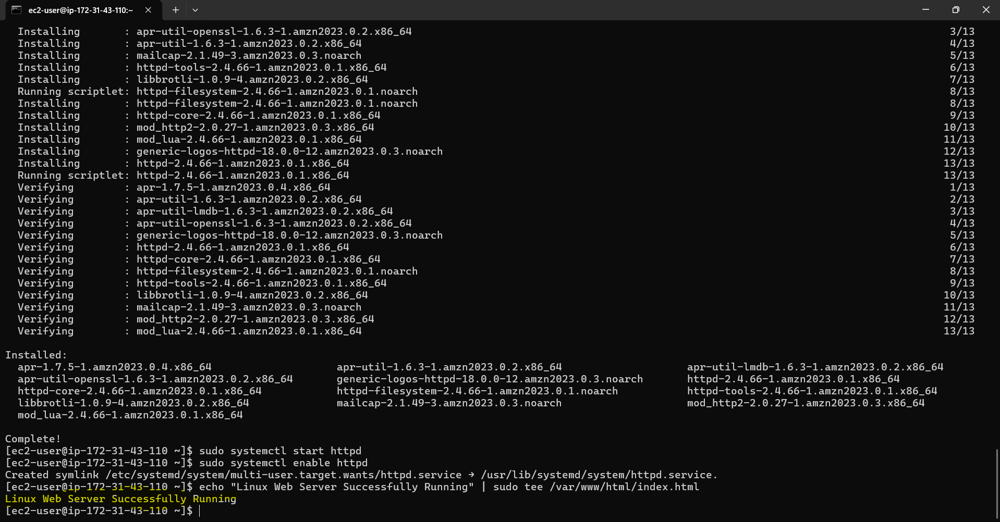 ec2-user@ip-172-31-43-110:~
Installing : apr-util-openssl-1.6.3-1.amzn2023.0.2.x86_64 3/13
Installing : apr-util-1.6.3-1.amzn2023.0.2.x86_64 4/13
Installing : mailcap-2.1.49-3.amzn2023.0.3.noarch 5/13
Installing : httpd-tools-2.4.66-1.amzn2023.0.1.x86_64 6/13
Installing : libbrotli-1.0.9-4.amzn2023.0.2.x86_64 7/13
Running scriptlet: httpd-filesystem-2.4.66-1.amzn2023.0.1.noarch 8/13
Installing : httpd-filesystem-2.4.66-1.amzn2023.0.1.noarch 8/13
Installing : httpd-core-2.4.66-1.amzn2023.0.1.x86_64 9/13
Installing : mod_http2-2.0.27-1.amzn2023.0.3.x86_64 10/13
Installing : mod_lua-2.4.66-1.amzn2023.0.1.x86_64 11/13
Installing : generic-logos-httpd-18.0.0-12.amzn2023.0.3.noarch 12/13
Installing : httpd-2.4.66-1.amzn2023.0.1.x86_64 13/13
Running scriptlet: httpd-2.4.66-1.amzn2023.0.1.x86_64 13/13
Verifying : apr-1.7.5-1.amzn2023.0.4.x86_64 1/13
Verifying : apr-util-1.6.3-1.amzn2023.0.2.x86_64 2/13
Verifying : apr-util-lmdb-1.6.3-1.amzn2023.0.2.x86_64 3/13
Verifying : apr-util-openssl-1.6.3-1.amzn2023.0.2.x86_64 4/13
Verifying : generic-logos-httpd-18.0.0-12.amzn2023.0.3.noarch 5/13
Verifying : httpd-2.4.66-1.amzn2023.0.1.x86_64 6/13
Verifying : httpd-core-2.4.66-1.amzn2023.0.1.x86_64 7/13
Verifying : httpd-filesystem-2.4.66-1.amzn2023.0.1.noarch 8/13
Verifying : httpd-tools-2.4.66-1.amzn2023.0.1.x86_64 9/13
Verifying : libbrotli-1.0.9-4.amzn2023.0.2.x86_64 10/13
Verifying : mailcap-2.1.49-3.amzn2023.0.3.noarch 11/13
Verifying : mod_http2-2.0.27-1.amzn2023.0.3.x86_64 12/13
Verifying : mod_lua-2.4.66-1.amzn2023.0.1.x86_64 13/13
Installed:
apr-1.7.5-1.amzn2023.0.4.x86_64 apr-util-1.6.3-1.amzn2023.0.2.x86_64 apr-util-lmdb-1.6.3-1.amzn2023.0.2.x86_64
apr-util-openssl-1.6.3-1.amzn2023.0.2.x86_64 generic-logos-httpd-18.0.0-12.amzn2023.0.3.noarch httpd-2.4.66-1.amzn2023.0.1.x86_64
httpd-core-2.4.66-1.amzn2023.0.1.x86_64 httpd-filesystem-2.4.66-1.amzn2023.0.1.noarch httpd-tools-2.4.66-1.amzn2023.0.1.x86_64
libbrotli-1.0.9-4.amzn2023.0.2.x86_64 mailcap-2.1.49-3.amzn2023.0.3.noarch mod_http2-2.0.27-1.amzn2023.0.3.x86_64
mod_lua-2.4.66-1.amzn2023.0.1.x86_64
Complete!
[ec2-user@ip-172-31-43-110 ~]$ sudo systemctl start httpd
[ec2-user@ip-172-31-43-110 ~]$ sudo systemctl enable httpd
Created symlink /etc/systemd/system/multi-user.target.wants/httpd.service → /usr/lib/systemd/system/httpd.service.
[ec2-user@ip-172-31-43-110 ~]$ echo "Linux Web Server Successfully Running" | sudo tee /var/www/html/index.html
Linux Web Server Successfully Running
[ec2-user@ip-172-31-43-110 ~]$